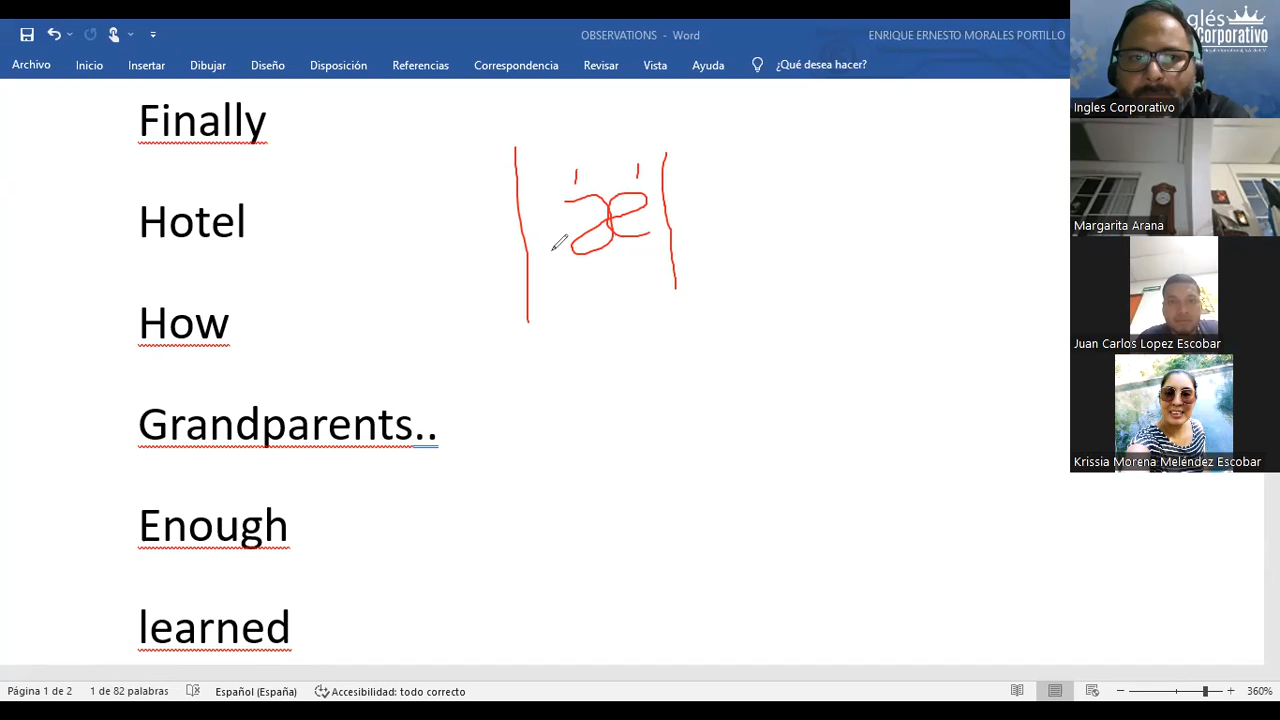 OBSERVATIONS - Word
ENRIQUE ERNESTO MORALES PORTILLO
Archivo Inicio Insertar Dibujar Diseño Disposición Referencias Correspondencia Revisar Vista Ayuda ¿Qué desea hacer?
Finally
Hotel
How
Grandparents..
Enough
learned
æ
glés
Corporativo
Ingles Corporativo
Margarita Arana
Juan Carlos Lopez Escobar
Krissia Morena Meléndez Escobar
Página 1 de 2 1 de 82 palabras Español (España) Accesibilidad: todo correcto 360%